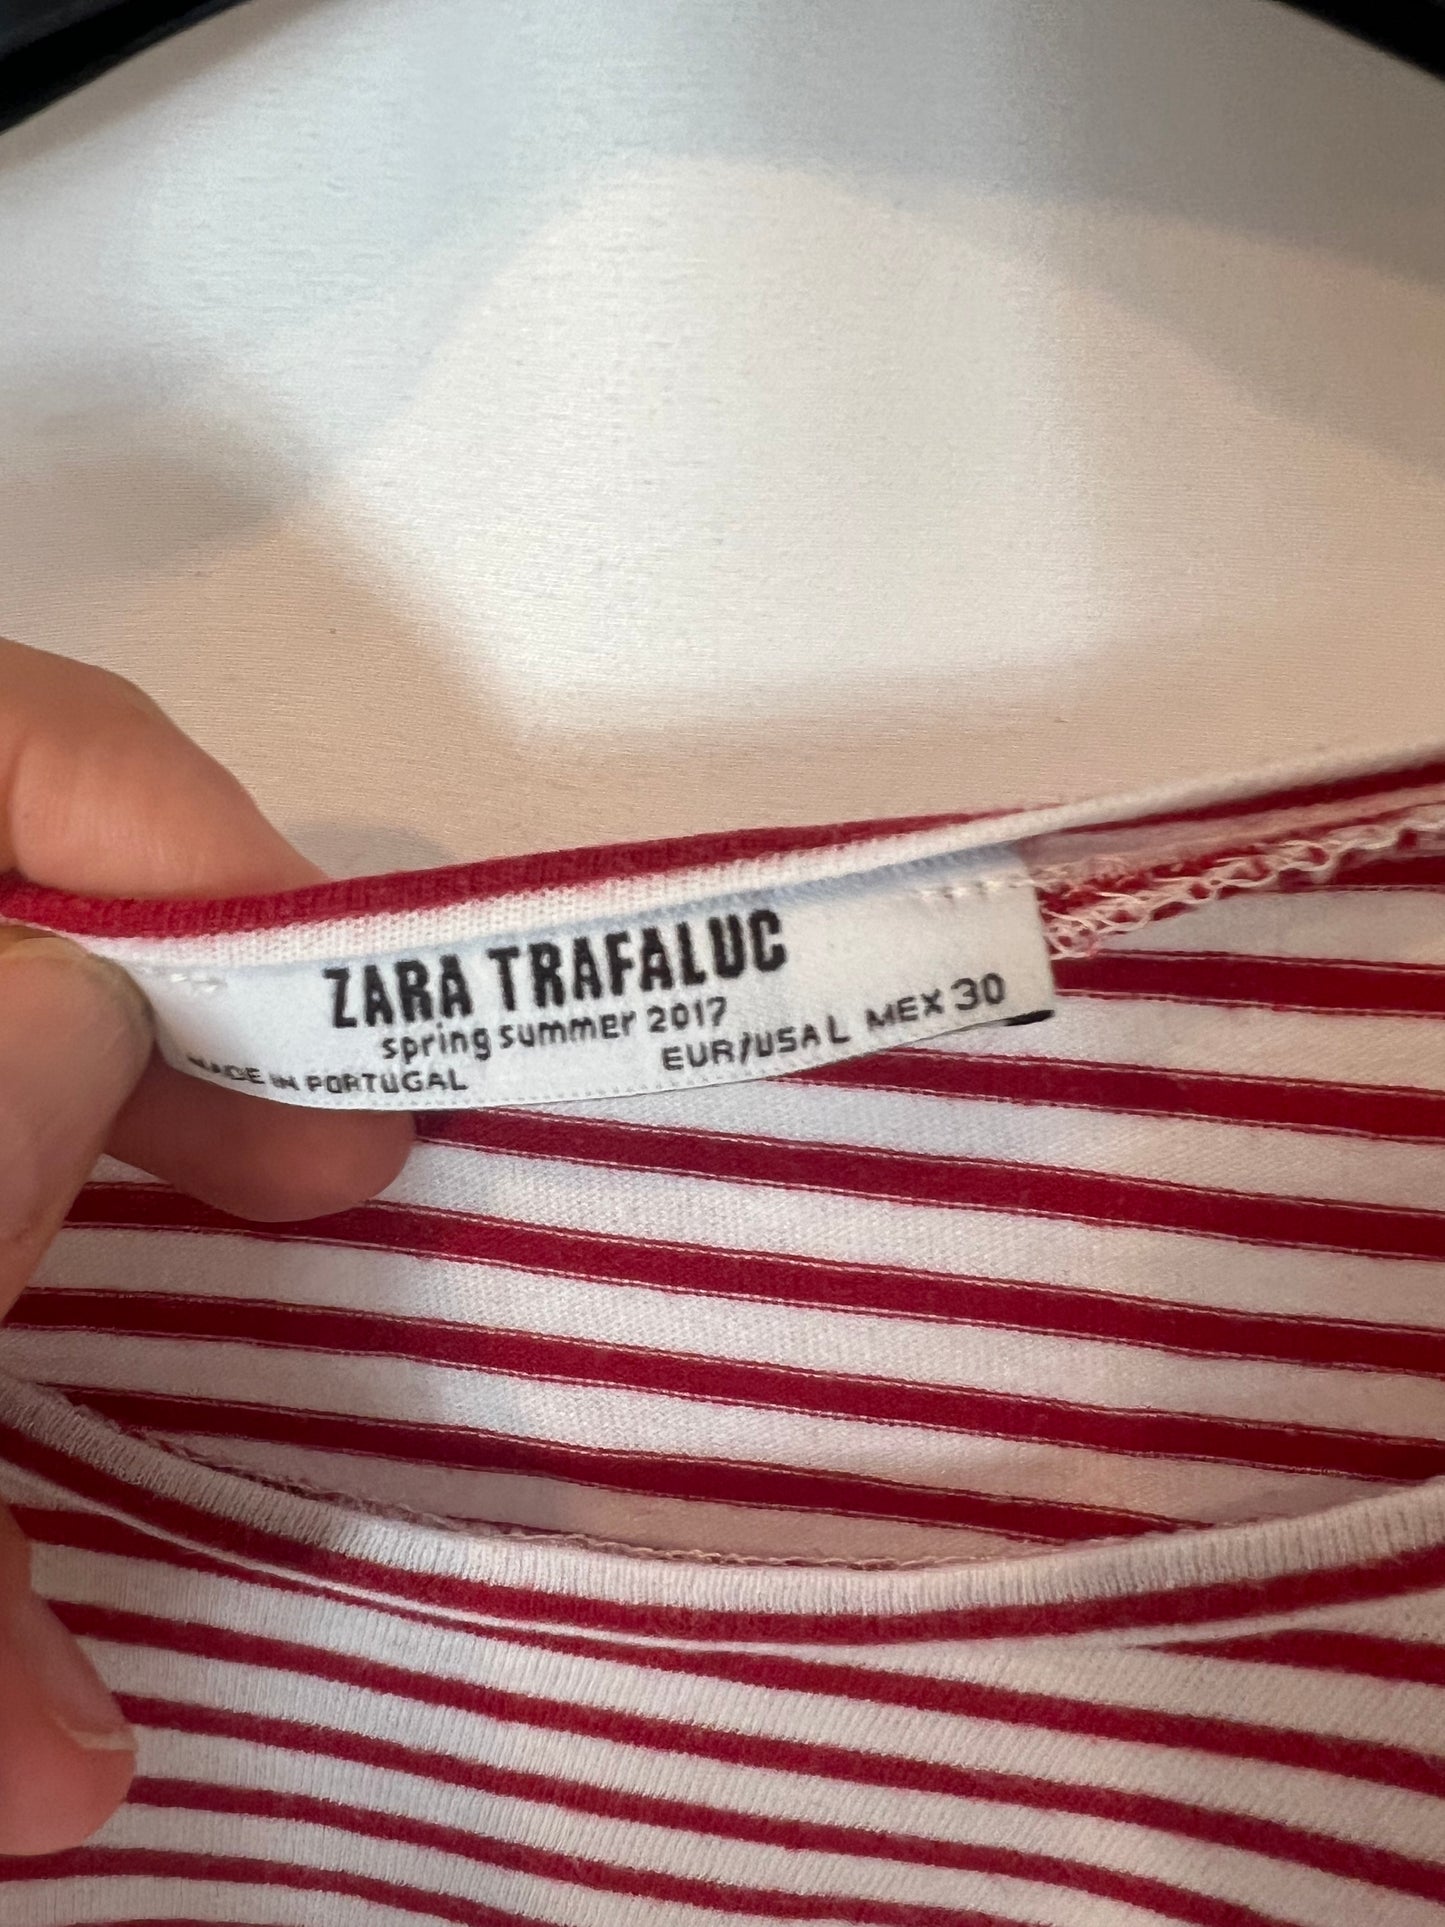 ZARA TRAFALUC
spring summer 2017
MADE IN PORTUGAL EUR/USA L MEX 30